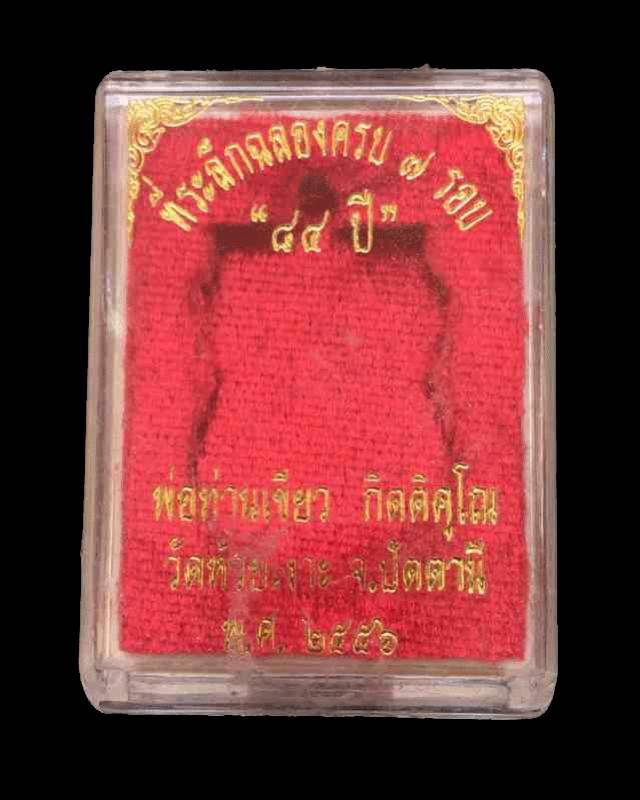 ที่ระลึกฉลองครบ ๗ รอบ
“๘๔ ปี”
พ่อท่านเขียว กิตติคุโณ
วัดห้วยเงาะ จ.ปัตตานี
พ.ศ. ๒๕๕๖